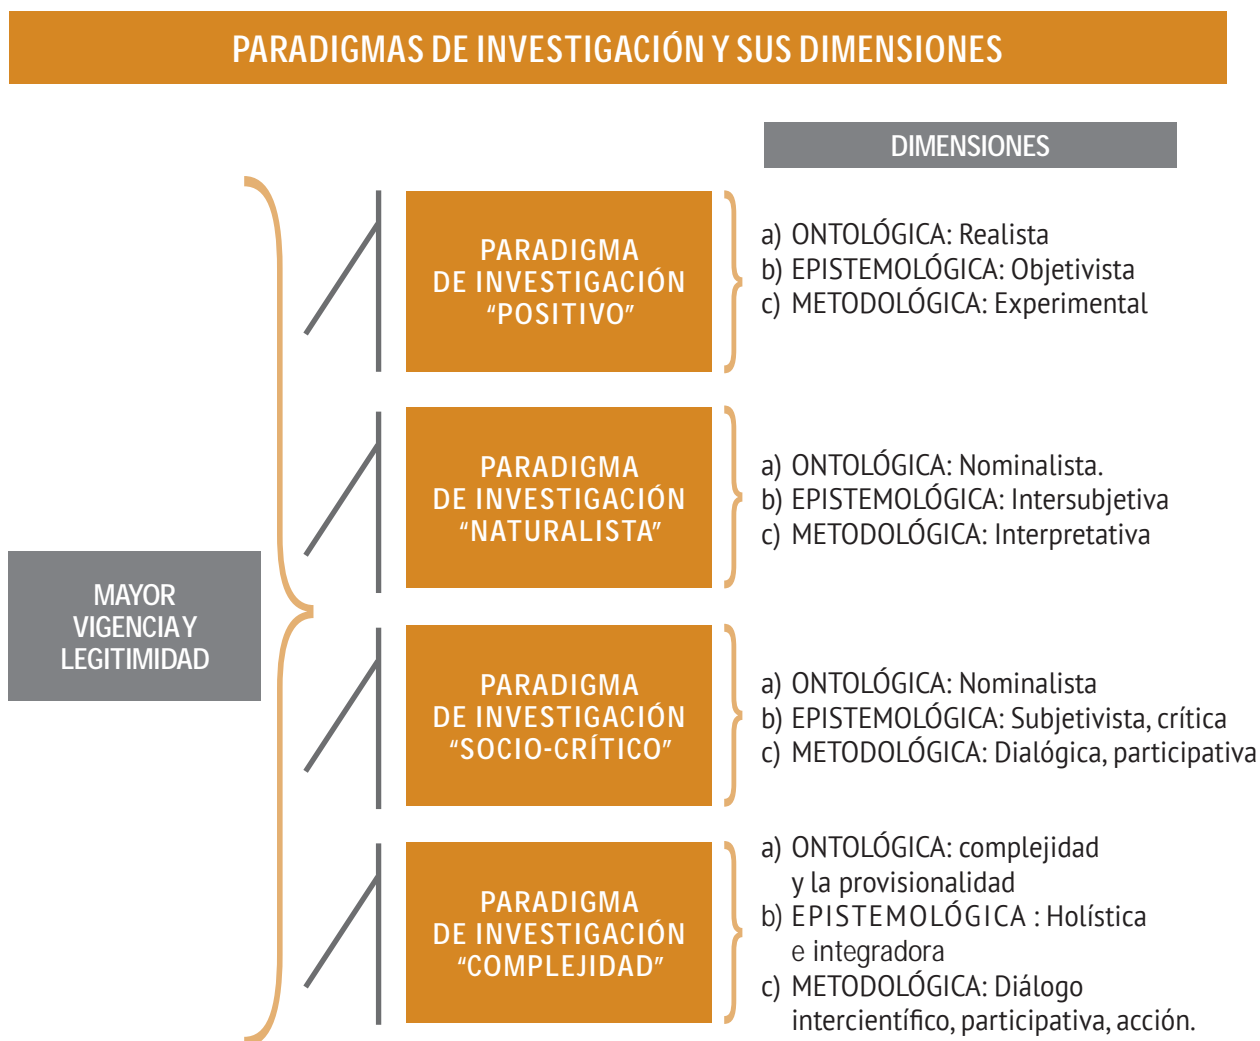 PARADIGMAS DE INVESTIGACIÓN Y SUS DIMENSIONES
DIMENSIONES
MAYOR
VIGENCIA Y
LEGITIMIDAD
PARADIGMA
DE INVESTIGACIÓN
“POSITIVO”
a) ONTOLÓGICA: Realista
b) EPISTEMOLÓGICA: Objetivista
c) METODOLÓGICA: Experimental
PARADIGMA
DE INVESTIGACIÓN
“NATURALISTA”
a) ONTOLÓGICA: Nominalista.
b) EPISTEMOLÓGICA: Intersubjetiva
c) METODOLÓGICA: Interpretativa
PARADIGMA
DE INVESTIGACIÓN
“SOCIO-CRÍTICO”
a) ONTOLÓGICA: Nominalista
b) EPISTEMOLÓGICA: Subjetivista, crítica
c) METODOLÓGICA: Dialógica, participativa
PARADIGMA
DE INVESTIGACIÓN
“COMPLEJIDAD”
a) ONTOLÓGICA: complejidad
y la provisionalidad
b) EPISTEMOLÓGICA : Holística
e integradora
c) METODOLÓGICA: Diálogo
intercientífico, participativa, acción.